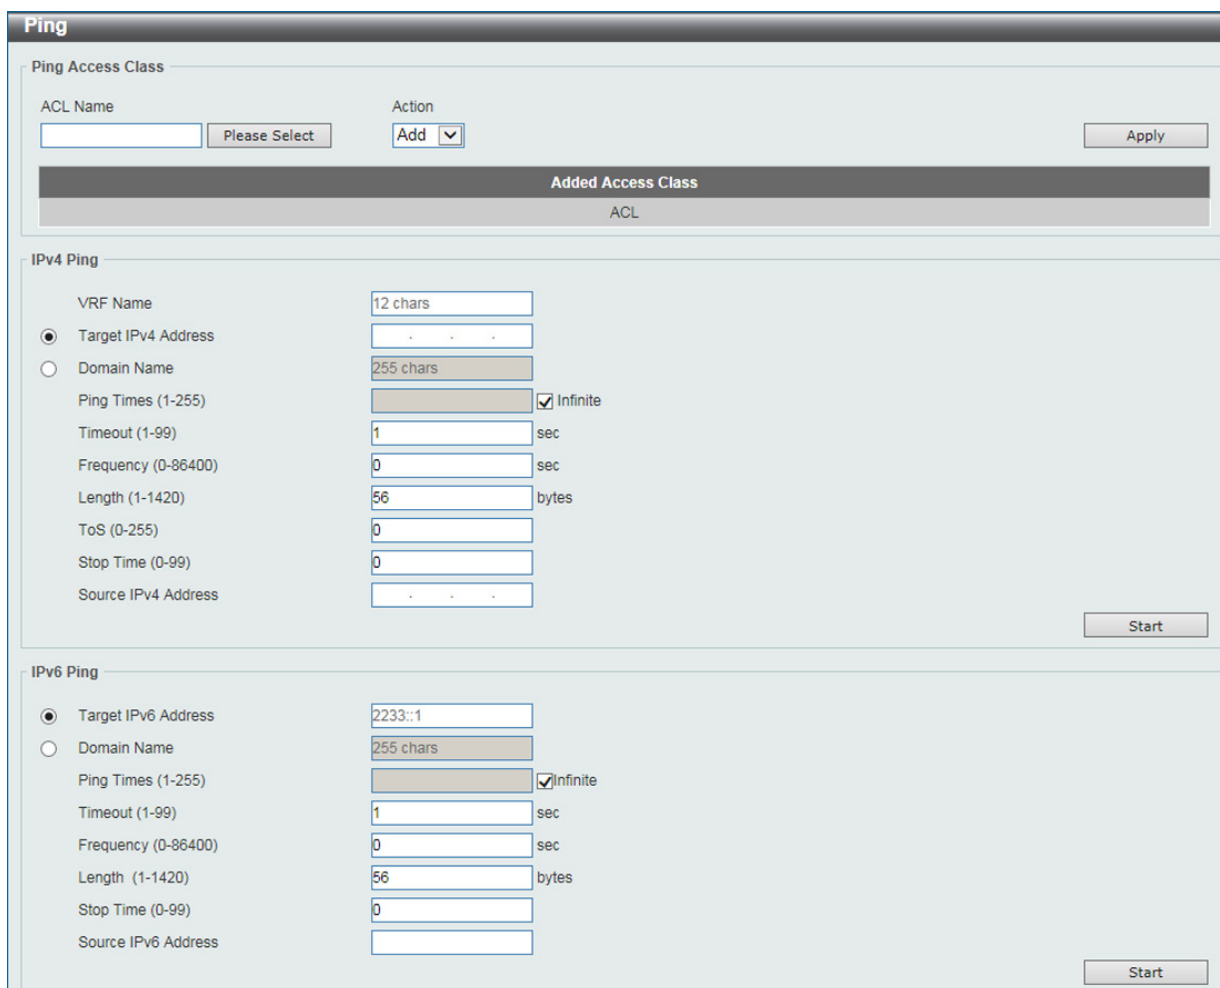 Ping
Ping Access Class
ACL Name Action
Please Select Add Apply
Added Access Class
ACL
IPv4 Ping
VRF Name 12 chars
Target IPv4 Address . . .
Domain Name 255 chars
Ping Times (1-255) Infinite
Timeout (1-99) 1 sec
Frequency (0-86400) 0 sec
Length (1-1420) 56 bytes
ToS (0-255) 0
Stop Time (0-99) 0
Source IPv4 Address . . .
Start
IPv6 Ping
Target IPv6 Address 2233::1
Domain Name 255 chars
Ping Times (1-255) Infinite
Timeout (1-99) 1 sec
Frequency (0-86400) 0 sec
Length (1-1420) 56 bytes
Stop Time (0-99) 0
Source IPv6 Address
Start